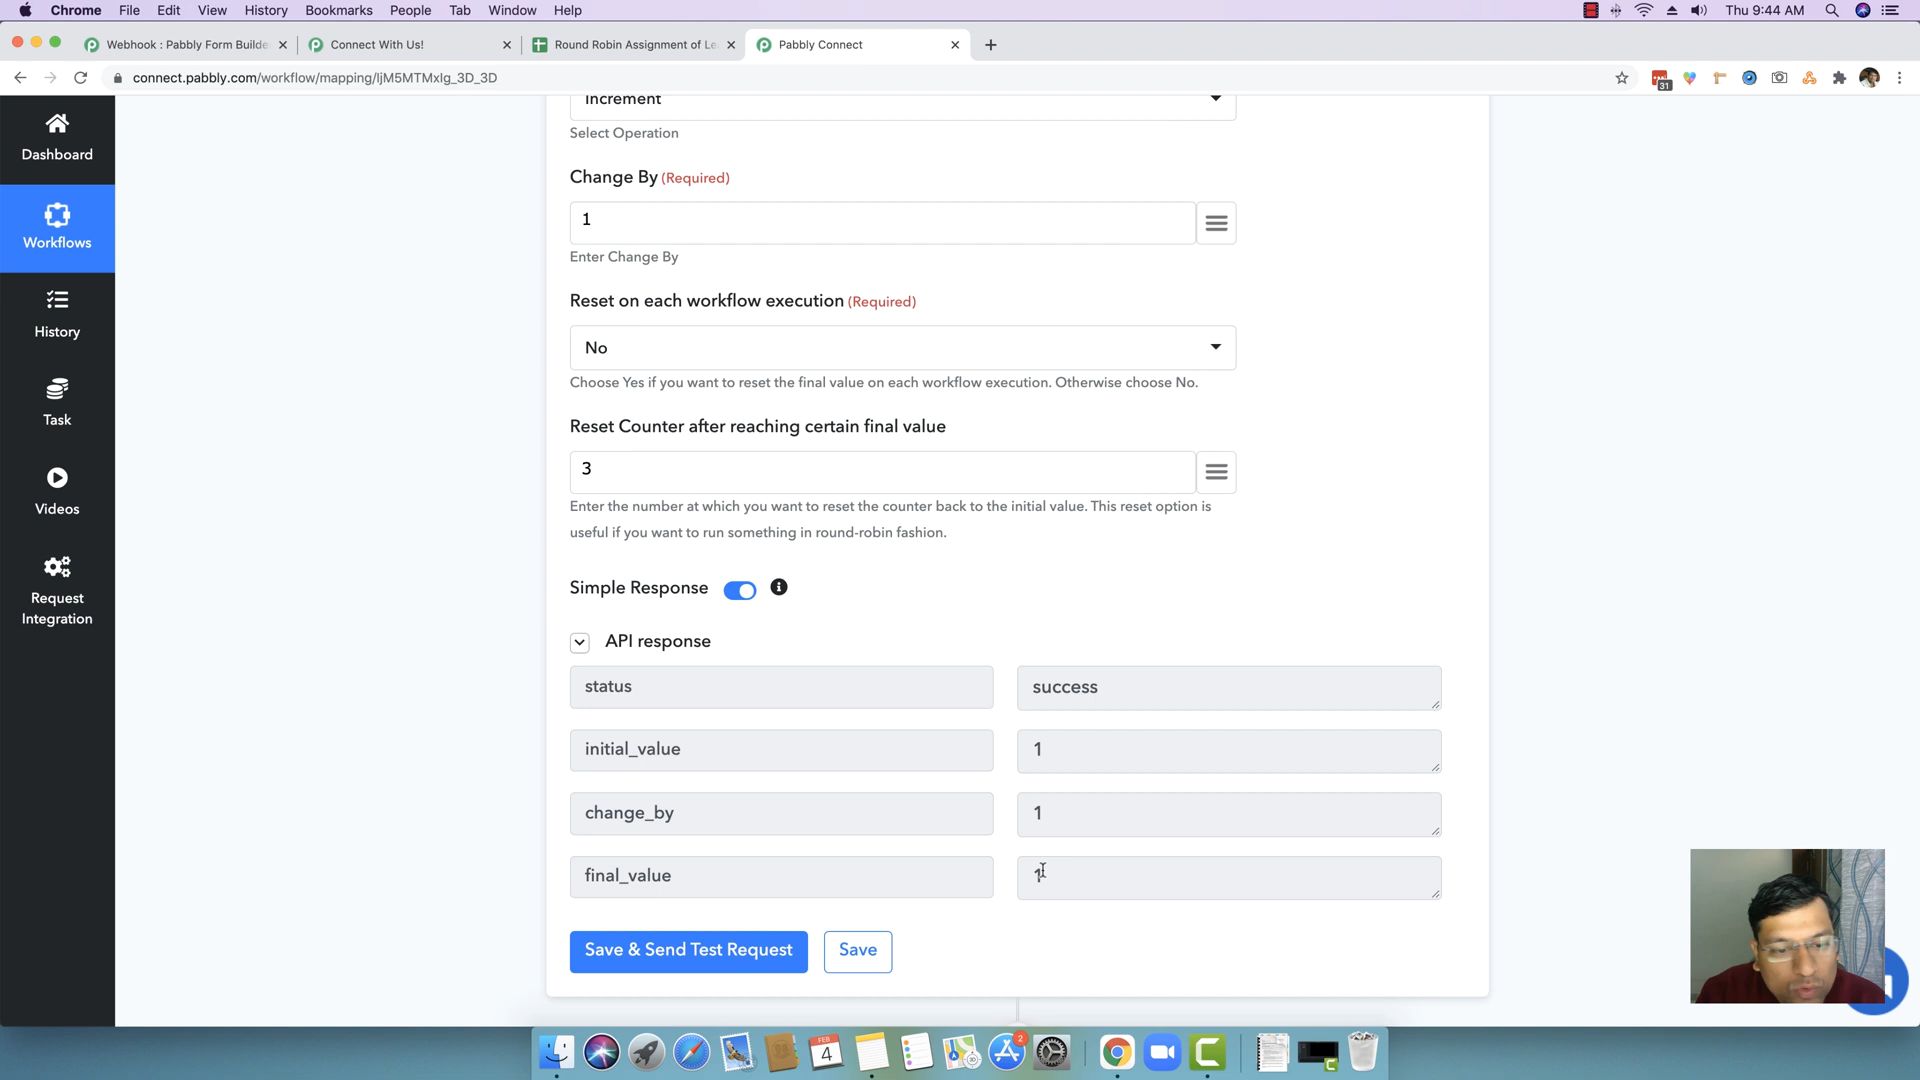 Chrome File Edit View History Bookmarks People Tab Window Help Thu 9:44 AM
Webhook : Pabbly Form Builde Connect With Us! Round Robin Assignment of Le Pabbly Connect
connect.pabbly.com/workflow/mapping/IjM5MTMxIg_3D_3D
31
Dashboard
Workflows
History
Task
Videos
Request
Integration
Increment
Select Operation
Change By (Required)
1
Enter Change By
Reset on each workflow execution (Required)
No
Choose Yes if you want to reset the final value on each workflow execution. Otherwise choose No.
Reset Counter after reaching certain final value
3
Enter the number at which you want to reset the counter back to the initial value. This reset option is
useful if you want to run something in round-robin fashion.
Simple Response
API response
status success
initial_value 1
change_by 1
final_value 1
Save & Send Test Request Save
FEB
4
2